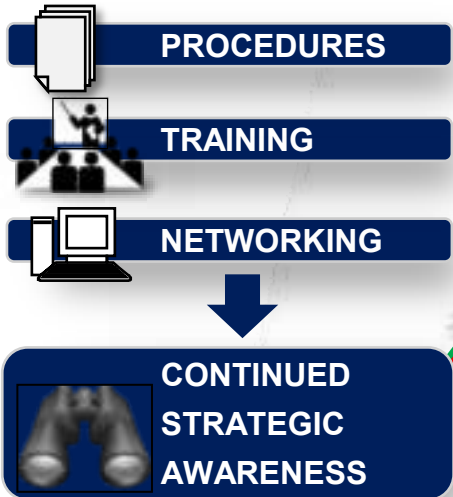 PROCEDURES
TRAINING
NETWORKING
CONTINUED
STRATEGIC
AWARENESS